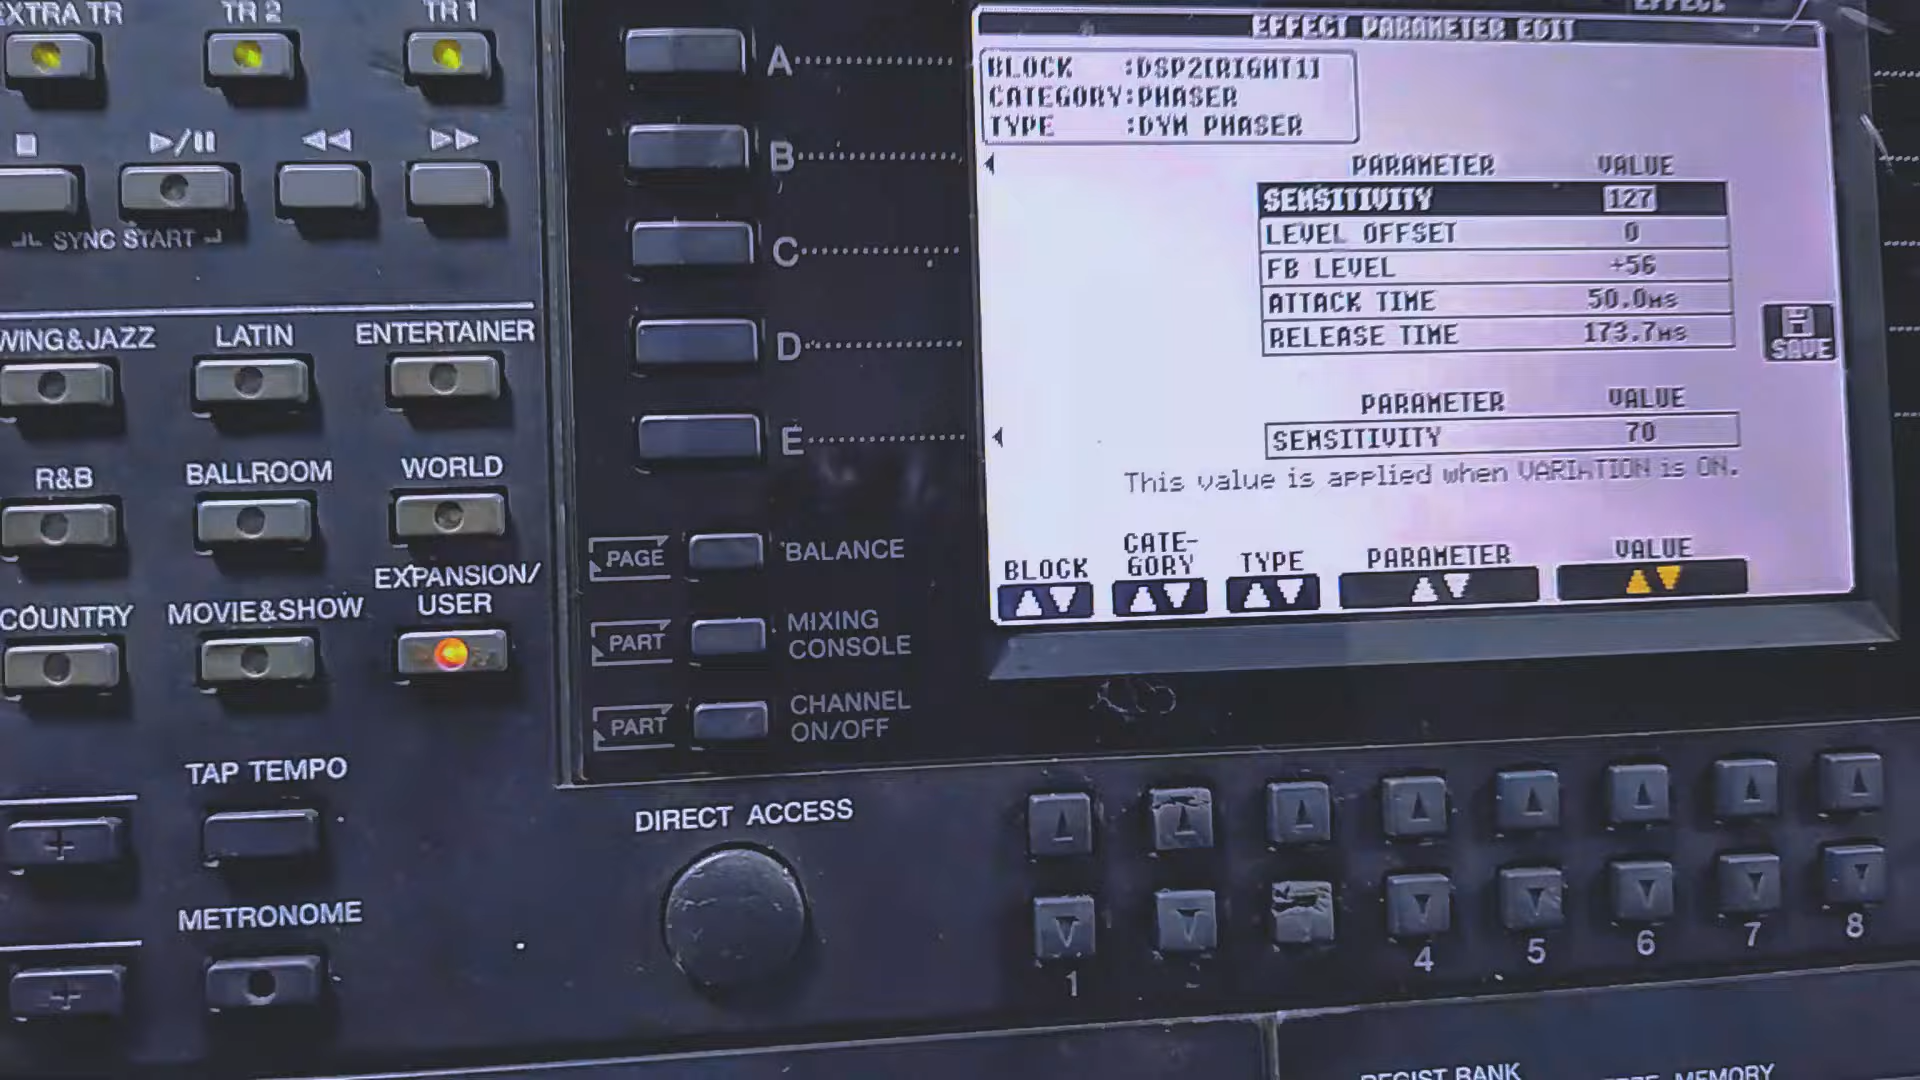 EXTRA TR TR 2 TR 1
SYNC START
WING&JAZZ LATIN ENTERTAINER
R&B BALLROOM WORLD
COUNTRY MOVIE&SHOW EXPANSION/
USER
TAP TEMPO
METRONOME
A
B
C
D
E
PAGE BALANCE
PART MIXING
CONSOLE
PART CHANNEL
ON/OFF
DIRECT ACCESS
EFFECT
EFFECT PARAMETER EDIT
BLOCK :DSP2[RIGHT1]
CATEGORY:PHASER
TYPE :DYM PHASER
PARAMETER VALUE
SENSITIVITY 127
LEVEL OFFSET 0
FB LEVEL +56
ATTACK TIME 50.0ms
RELEASE TIME 173.7ms
SAVE
PARAMETER VALUE
SENSITIVITY 70
This value is applied when VARIATION is ON.
BLOCK CATE-
GORY TYPE PARAMETER VALUE
1 4 5 6 7 8
REGIST BANK MEMORY